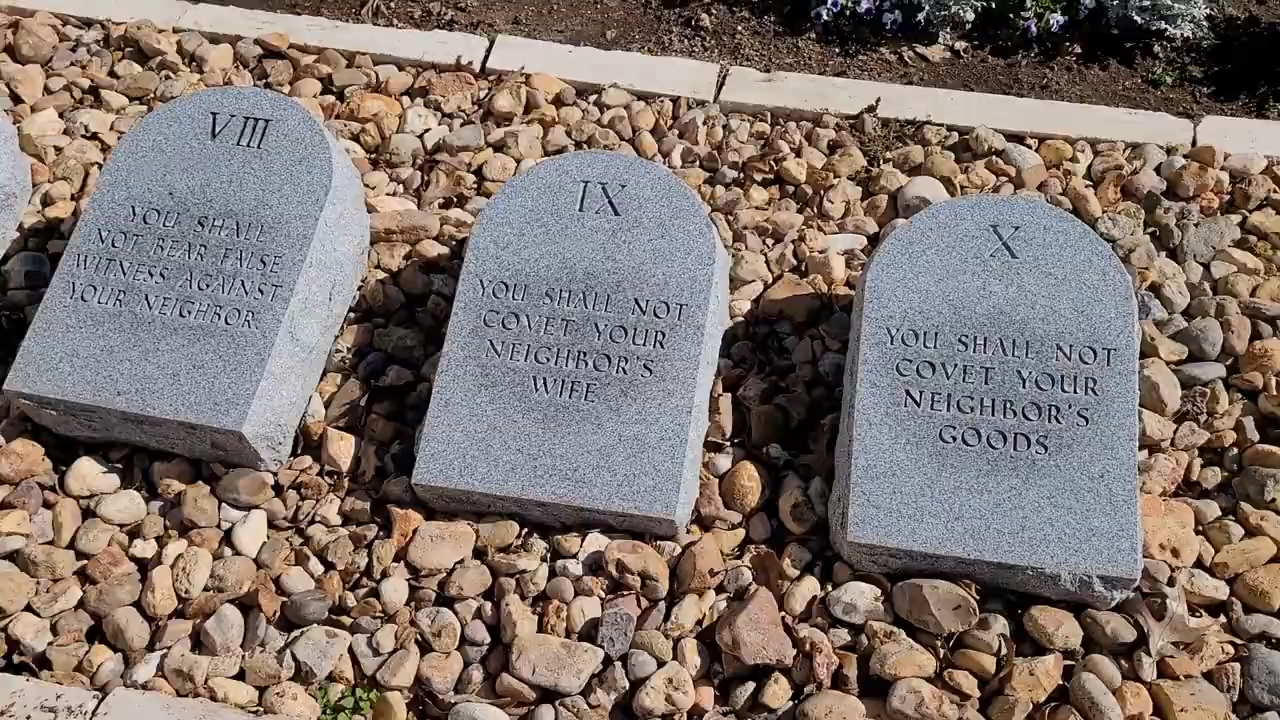 VIII
YOU SHALL
NOT BEAR FALSE
WITNESS AGAINST
YOUR NEIGHBOR.
IX
YOU SHALL NOT
COVET YOUR
NEIGHBOR'S
WIFE
X
YOU SHALL NOT
COVET YOUR
NEIGHBOR'S
GOODS